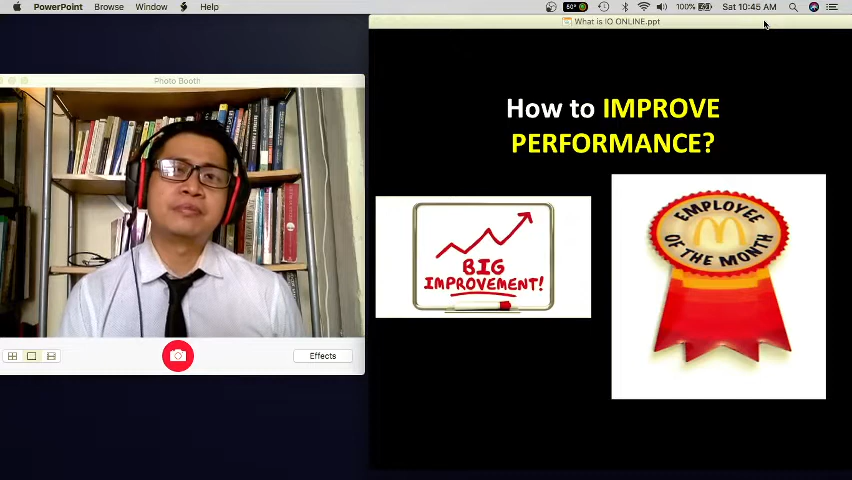 PowerPoint Browse Window Help
50° 100% Sat 10:45 AM
What is IO ONLINE.ppt
Photo Booth
How to IMPROVE
PERFORMANCE?
BIG
IMPROVEMENT!
EMPLOYEE
OF THE MONTH
Effects